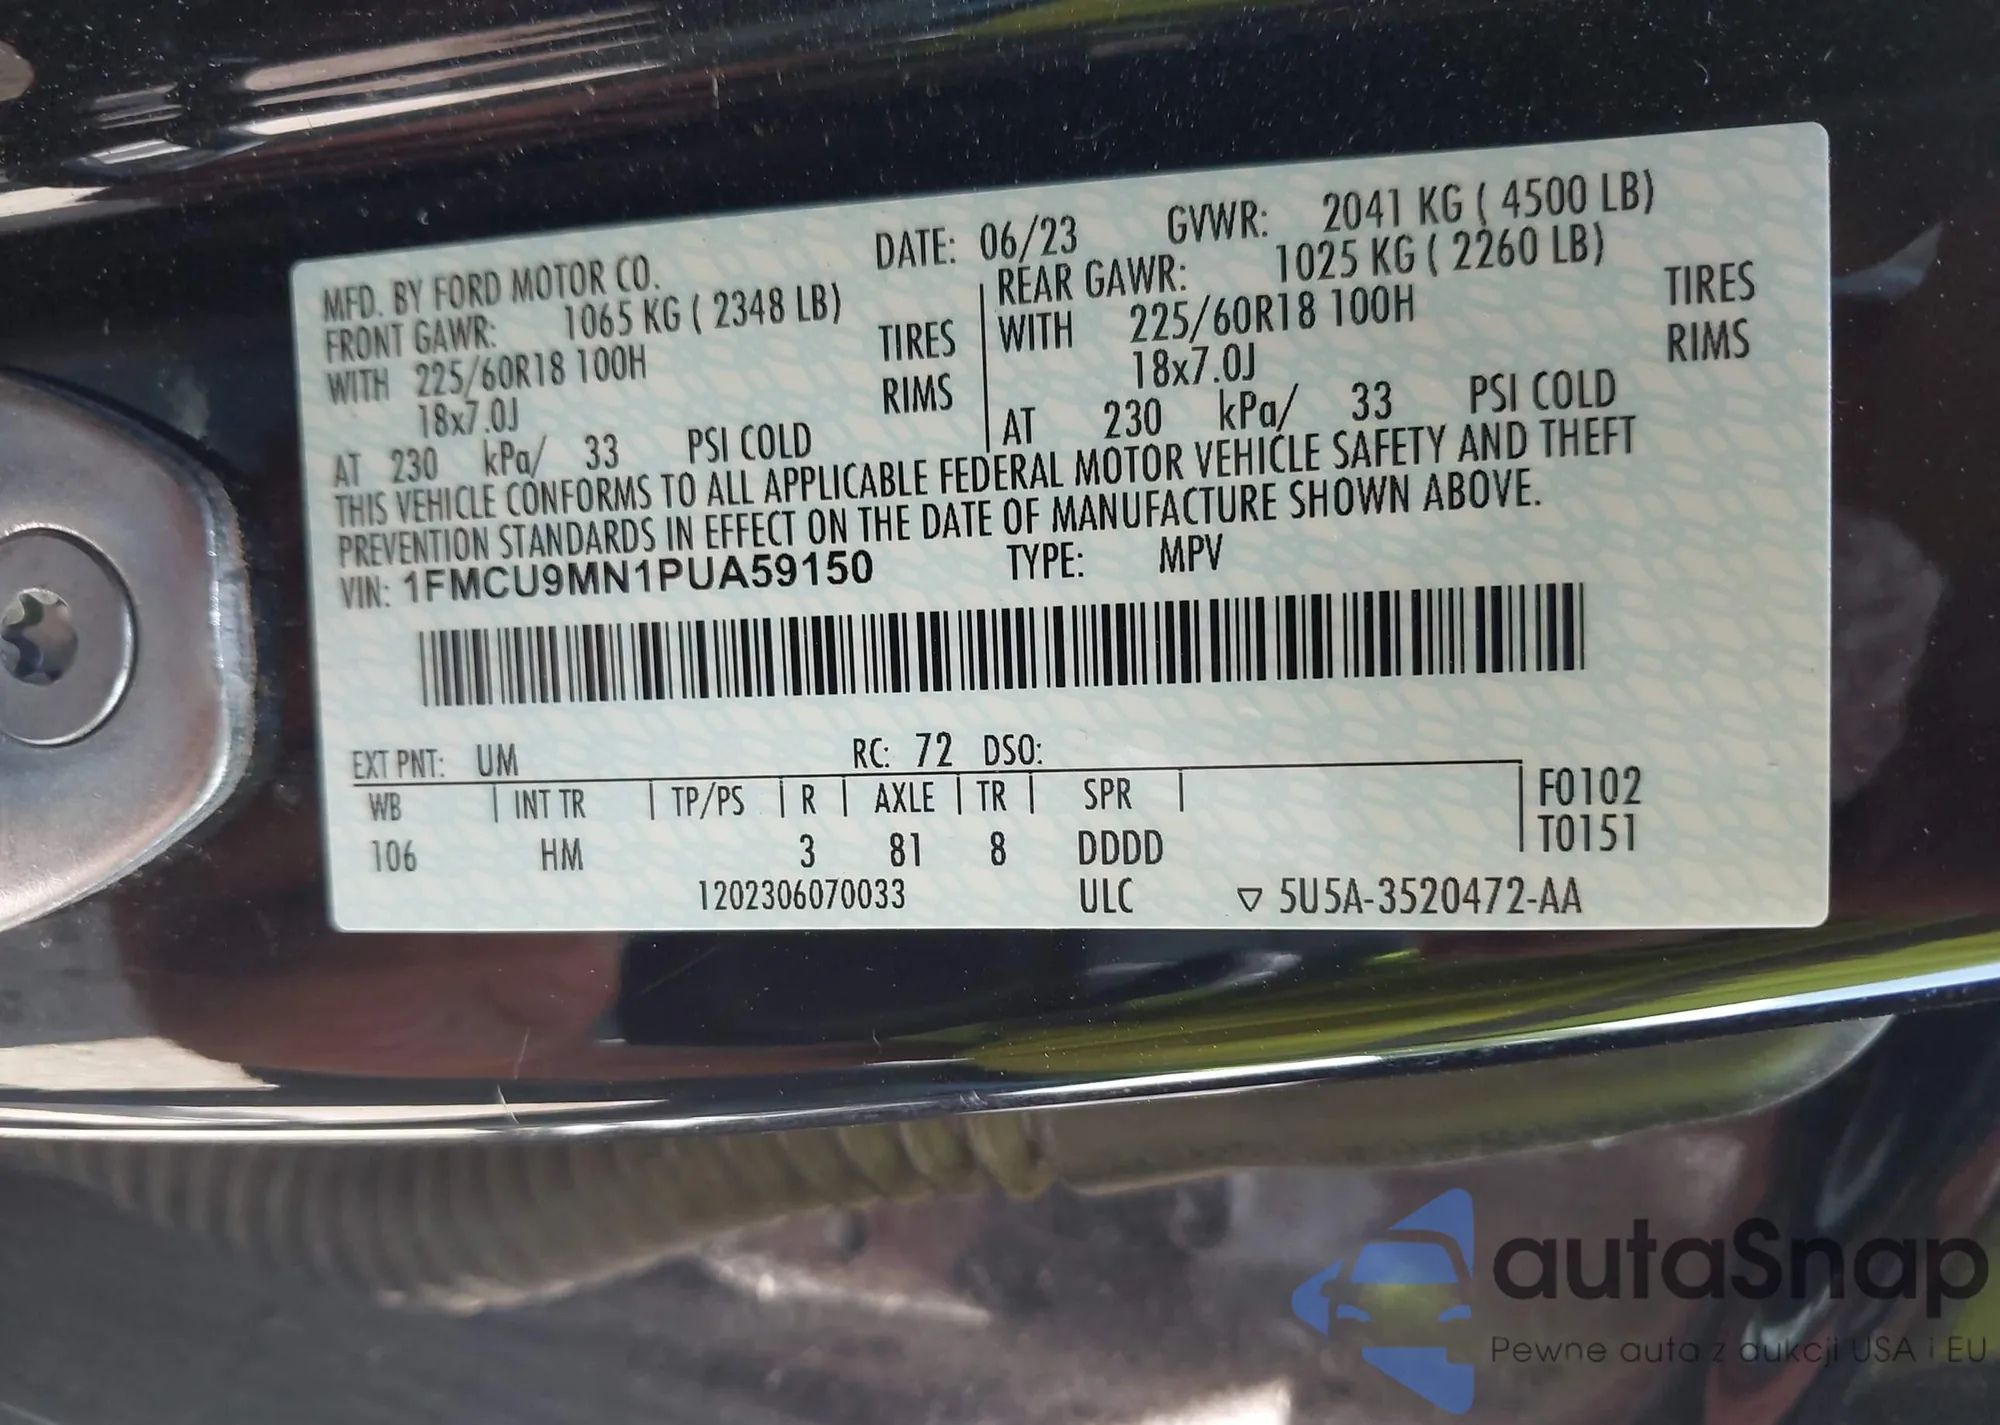 MFD. BY FORD MOTOR CO. DATE: 06/23 GVWR: 2041 KG ( 4500 LB)
FRONT GAWR: 1065 KG ( 2348 LB) REAR GAWR: 1025 KG ( 2260 LB)
WITH 225/60R18 100H TIRES WITH 225/60R18 100H TIRES
18x7.0J RIMS 18x7.0J RIMS
AT 230 kPa/ 33 PSI COLD AT 230 kPa/ 33 PSI COLD
THIS VEHICLE CONFORMS TO ALL APPLICABLE FEDERAL MOTOR VEHICLE SAFETY AND THEFT
PREVENTION STANDARDS IN EFFECT ON THE DATE OF MANUFACTURE SHOWN ABOVE.
VIN: 1FMCU9MN1PUA59150 TYPE: MPV
EXT PNT: UM RC: 72 DSO:
WB INT TR TP/PS R AXLE TR SPR F0102
106 HM 3 81 8 DDDD T0151
1202306070033 ULC ▽ 5U5A-3520472-AA
autaSnap
Pewne auta z aukcji USA i EU